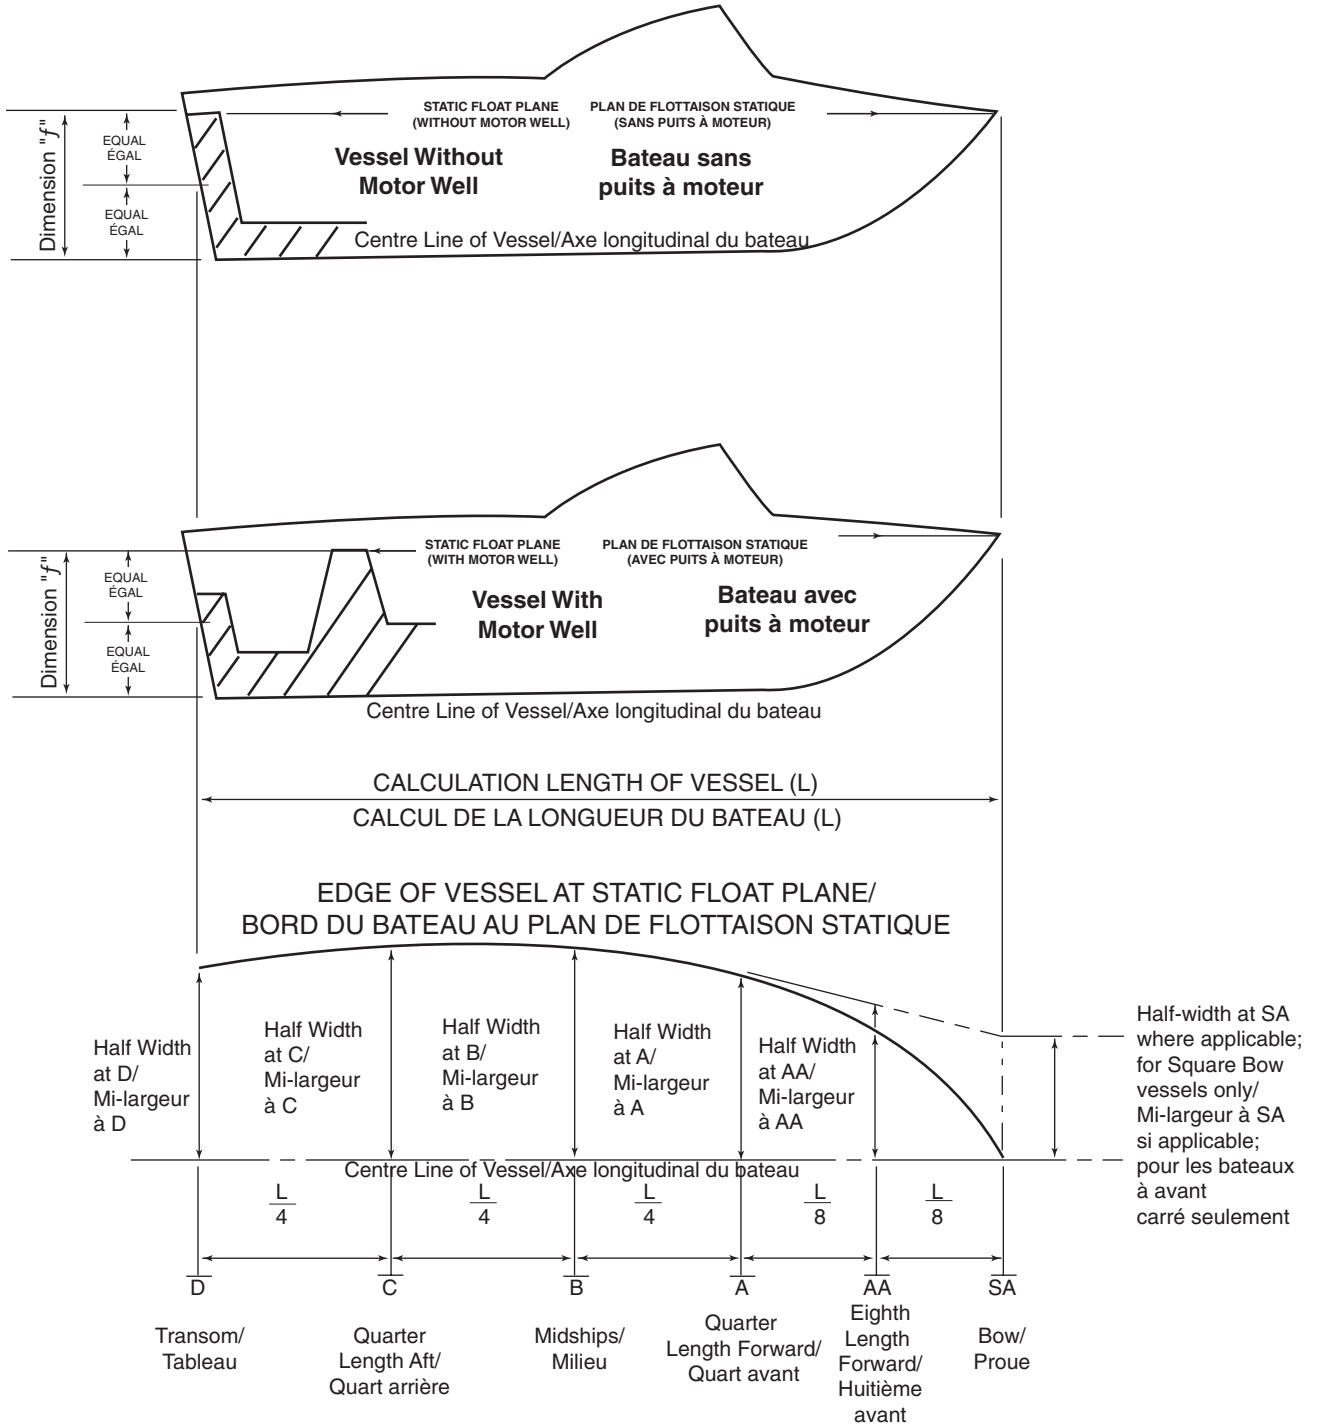 STATIC FLOAT PLANE
(WITHOUT MOTOR WELL)
PLAN DE FLOTTAISON STATIQUE
(SANS PUITS À MOTEUR)
Dimension "f"
EQUAL
ÉGAL
EQUAL
ÉGAL
Vessel Without
Motor Well
Bateau sans
puits à moteur
Centre Line of Vessel/Axe longitudinal du bateau
STATIC FLOAT PLANE
(WITH MOTOR WELL)
PLAN DE FLOTTAISON STATIQUE
(AVEC PUITS À MOTEUR)
Dimension "f"
EQUAL
ÉGAL
EQUAL
ÉGAL
Vessel With
Motor Well
Bateau avec
puits à moteur
Centre Line of Vessel/Axe longitudinal du bateau
CALCULATION LENGTH OF VESSEL (L)
CALCUL DE LA LONGUEUR DU BATEAU (L)
EDGE OF VESSEL AT STATIC FLOAT PLANE/
BORD DU BATEAU AU PLAN DE FLOTTAISON STATIQUE
Half Width
at D/
Mi-largeur
à D
Half Width
at C/
Mi-largeur
à C
Half Width
at B/
Mi-largeur
à B
Half Width
at A/
Mi-largeur
à A
Half Width
at AA/
Mi-largeur
à AA
Half-width at SA
where applicable;
for Square Bow
vessels only/
Mi-largeur à SA
si applicable;
pour les bateaux
à avant
carré seulement
Centre Line of Vessel/Axe longitudinal du bateau
L
4
L
4
L
4
L
8
L
8
D
C
B
A
AA
SA
Transom/
Tableau
Quarter
Length Aft/
Quart arrière
Midships/
Milieu
Quarter
Length Forward/
Quart avant
Eighth
Length
Forward/
Huitième
avant
Bow/
Proue